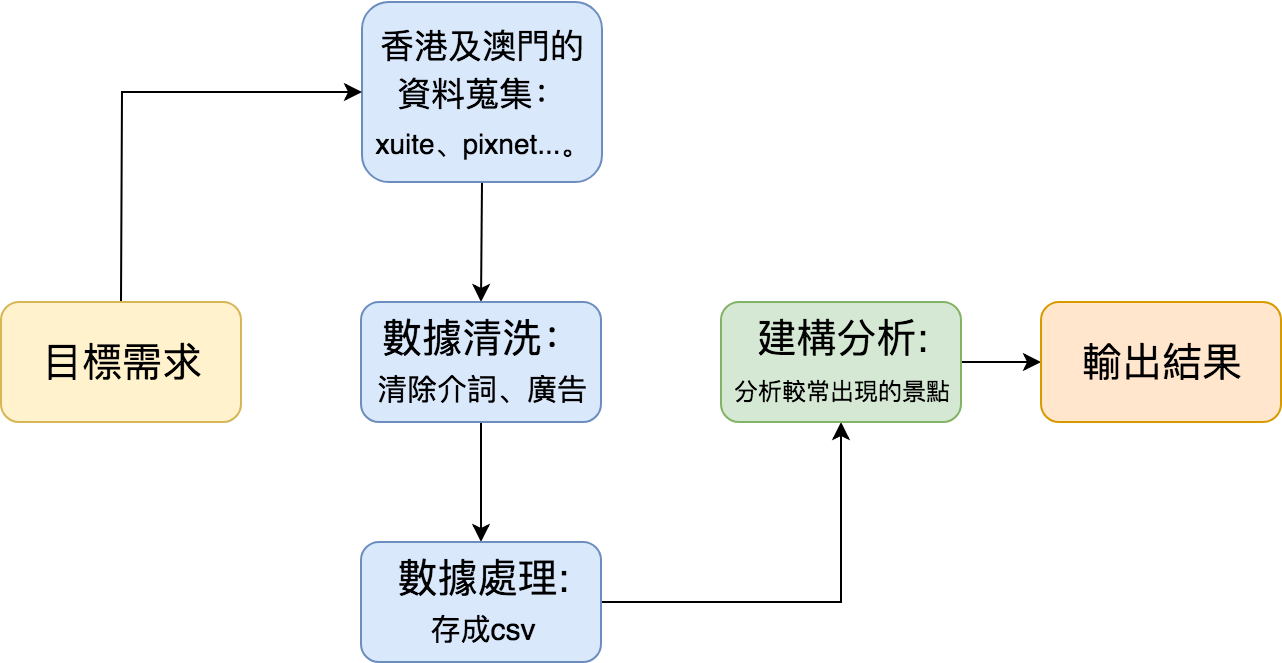 目標需求
香港及澳門的
資料蒐集：
xuite、pixnet...。
數據清洗：
清除介詞、廣告
數據處理:
存成csv
建構分析:
分析較常出現的景點
輸出結果